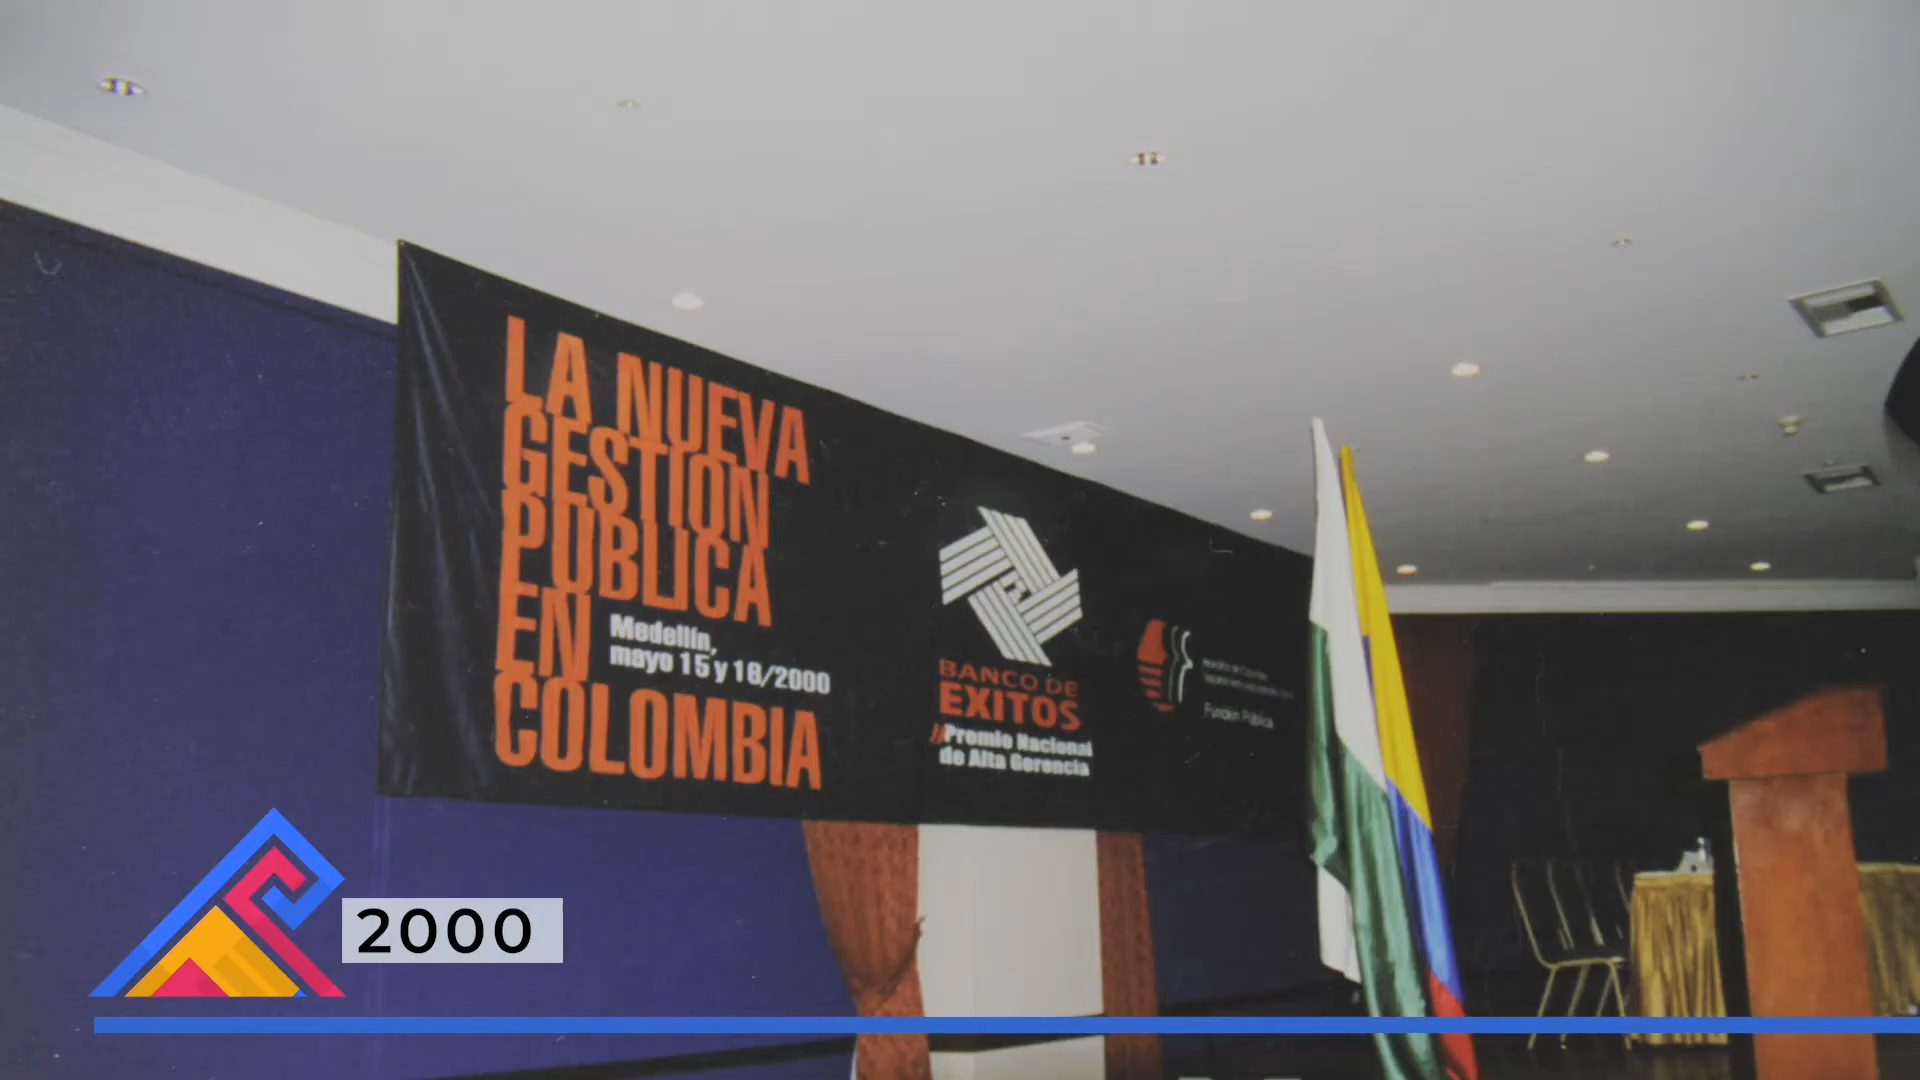 LA NUEVA
GESTION
PUBLICA
EN
Medellín,
mayo 15 y 16/2000
COLOMBIA
BANCO DE
EXITOS
Premio Nacional
de Alta Gerencia
Función Pública
2000